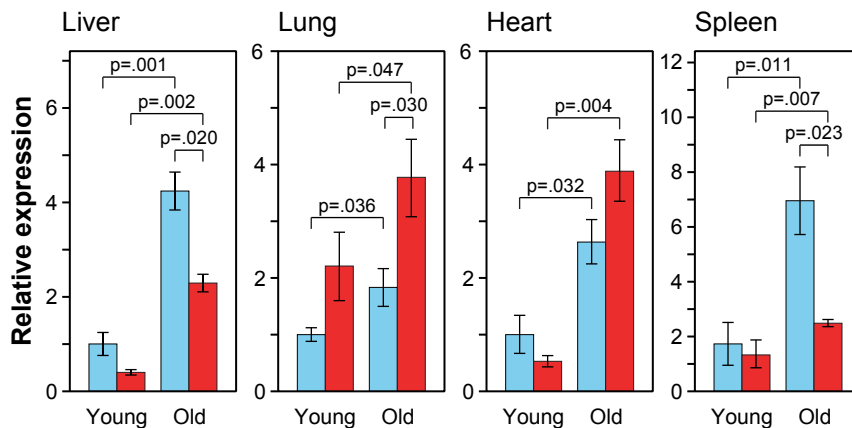 Liver
Lung
Heart
Spleen
Relative expression
6
4
2
0
p=.001
p=.002
p=.020
Young
Old
6
4
2
0
p=.047
p=.030
p=.036
Young
Old
6
4
2
0
p=.004
p=.032
Young
Old
12
10
8
6
4
2
0
p=.011
p=.007
p=.023
Young
Old